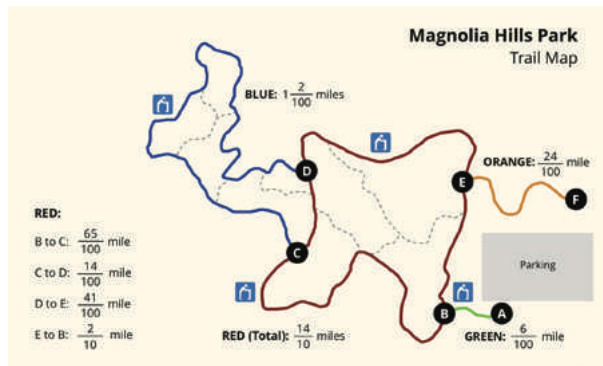 Magnolia Hills Park
Trail Map
BLUE: 1 2/100 miles
ORANGE: 24/100 mile
D
E
F
C
B
A
Parking
RED:
B to C: 65/100 mile
C to D: 14/100 mile
D to E: 41/100 mile
E to B: 2/10 mile
RED (Total): 14/10 miles
GREEN: 6/100 mile